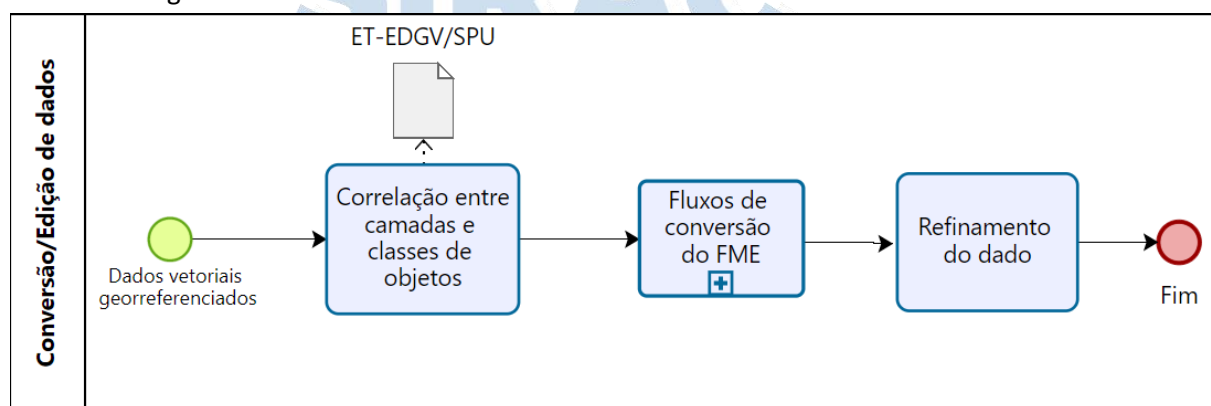 ET-EDGV/SPU
Conversão/Edição de dados
Dados vetoriais
georreferenciados
Correlação entre
camadas e
classes de
objetos
Fluxos de
conversão
do FME
Refinamento
do dado
Fim